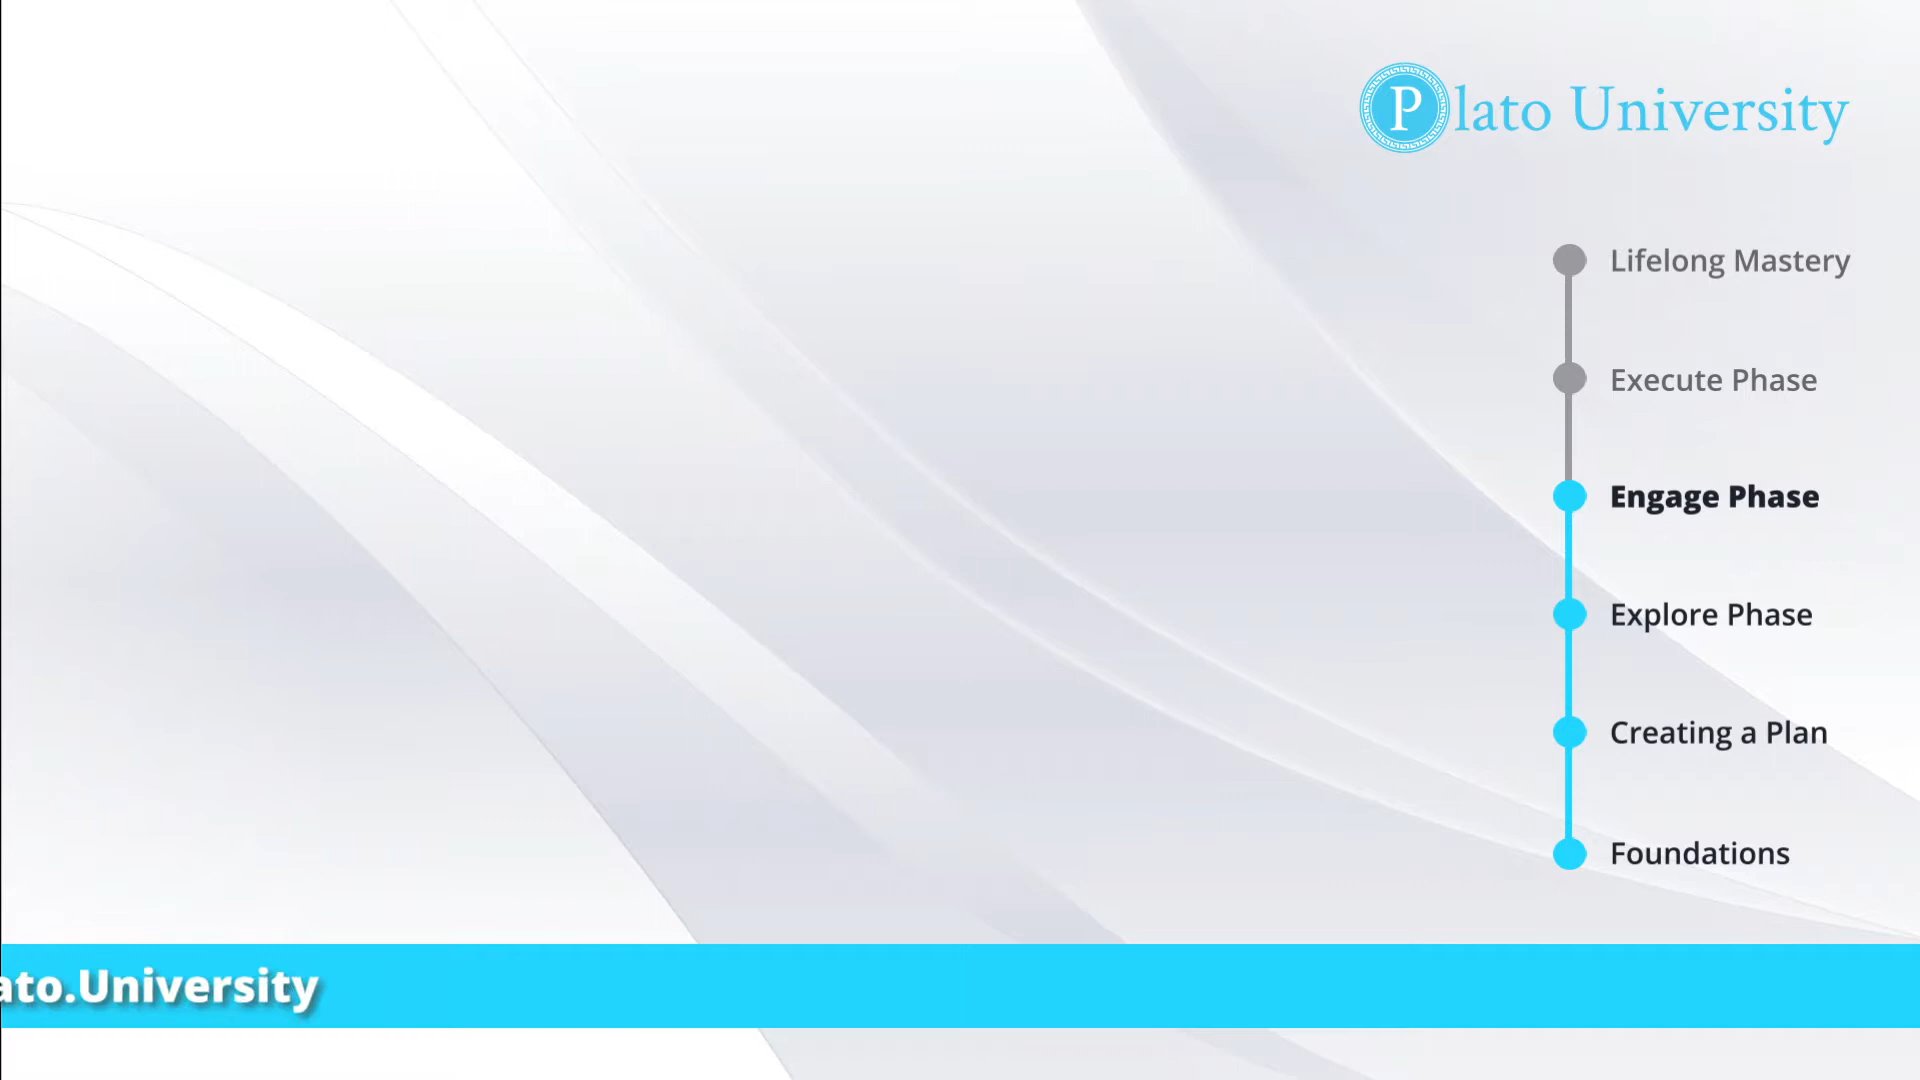 Plato University
Lifelong Mastery
Execute Phase
Engage Phase
Explore Phase
Creating a Plan
Foundations
ato.University